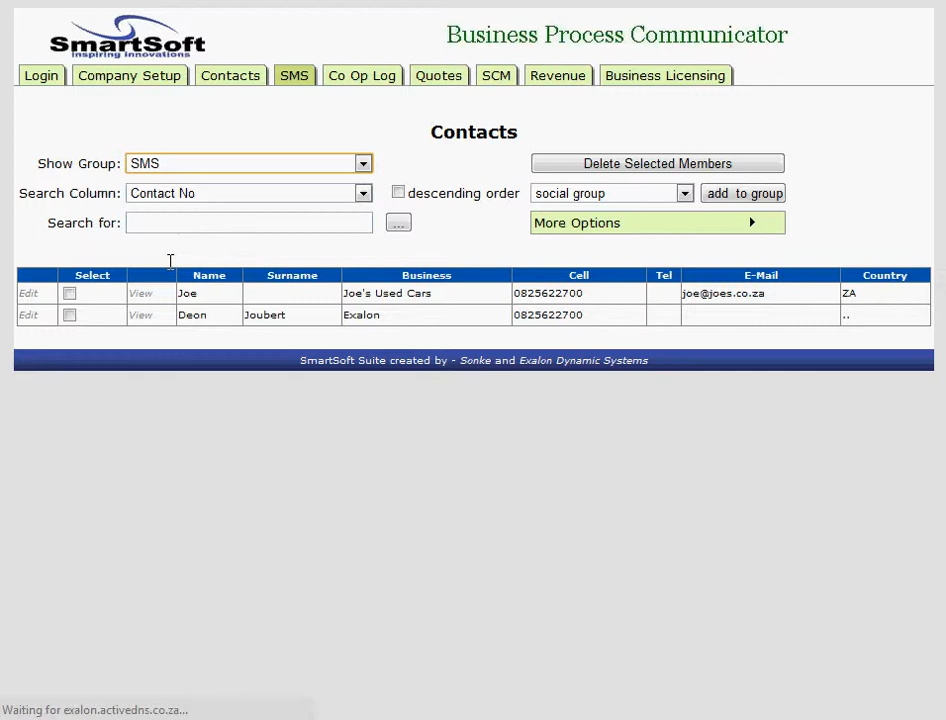 SmartSoft
Inspiring Innovations
Business Process Communicator
Login Company Setup Contacts SMS Co Op Log Quotes SCM Revenue Business Licensing
Contacts
Show Group: SMS Delete Selected Members
Search Column: Contact No descending order social group add to group
Search for: ... More Options
Select Name Surname Business Cell Tel E-Mail Country
Edit View Joe Joe's Used Cars 0825622700 joe@joes.co.za ZA
Edit View Deon Joubert Exalon 0825622700 ..
SmartSoft Suite created by - Sonke and Exalon Dynamic Systems
Waiting for exalon.activedns.co.za...